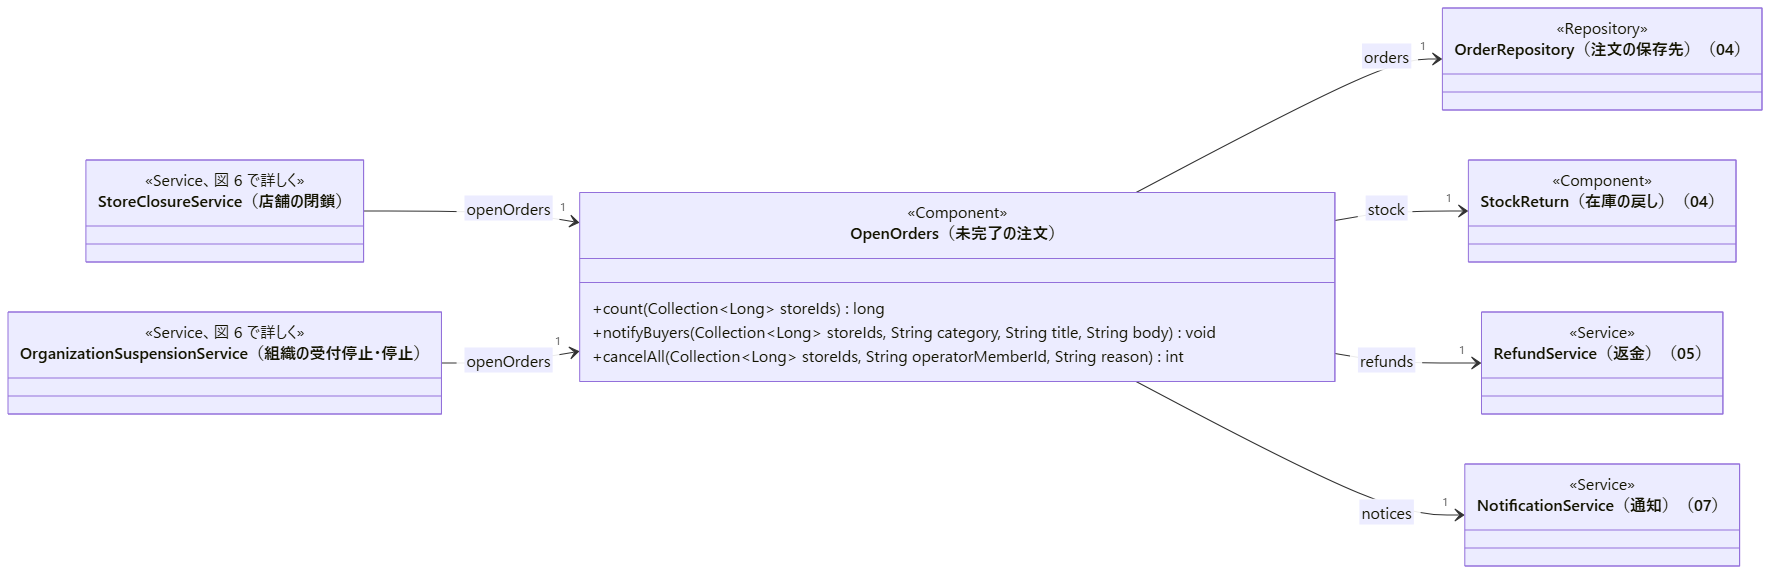 «Repository»
OrderRepository（注文の保存先）（04）
orders
1
«Service、図 6 で詳しく»
StoreClosureService（店舗の閉鎖）
openOrders
1
«Component»
OpenOrders（未完了の注文）
+count(Collection<Long> storeIds) : long
+notifyBuyers(Collection<Long> storeIds, String category, String title, String body) : void
+cancelAll(Collection<Long> storeIds, String operatorMemberId, String reason) : int
stock
1
«Component»
StockReturn（在庫の戻し）（04）
«Service、図 6 で詳しく»
OrganizationSuspensionService（組織の受付停止・停止）
openOrders
1
refunds
1
«Service»
RefundService（返金）（05）
notices
1
«Service»
NotificationService（通知）（07）